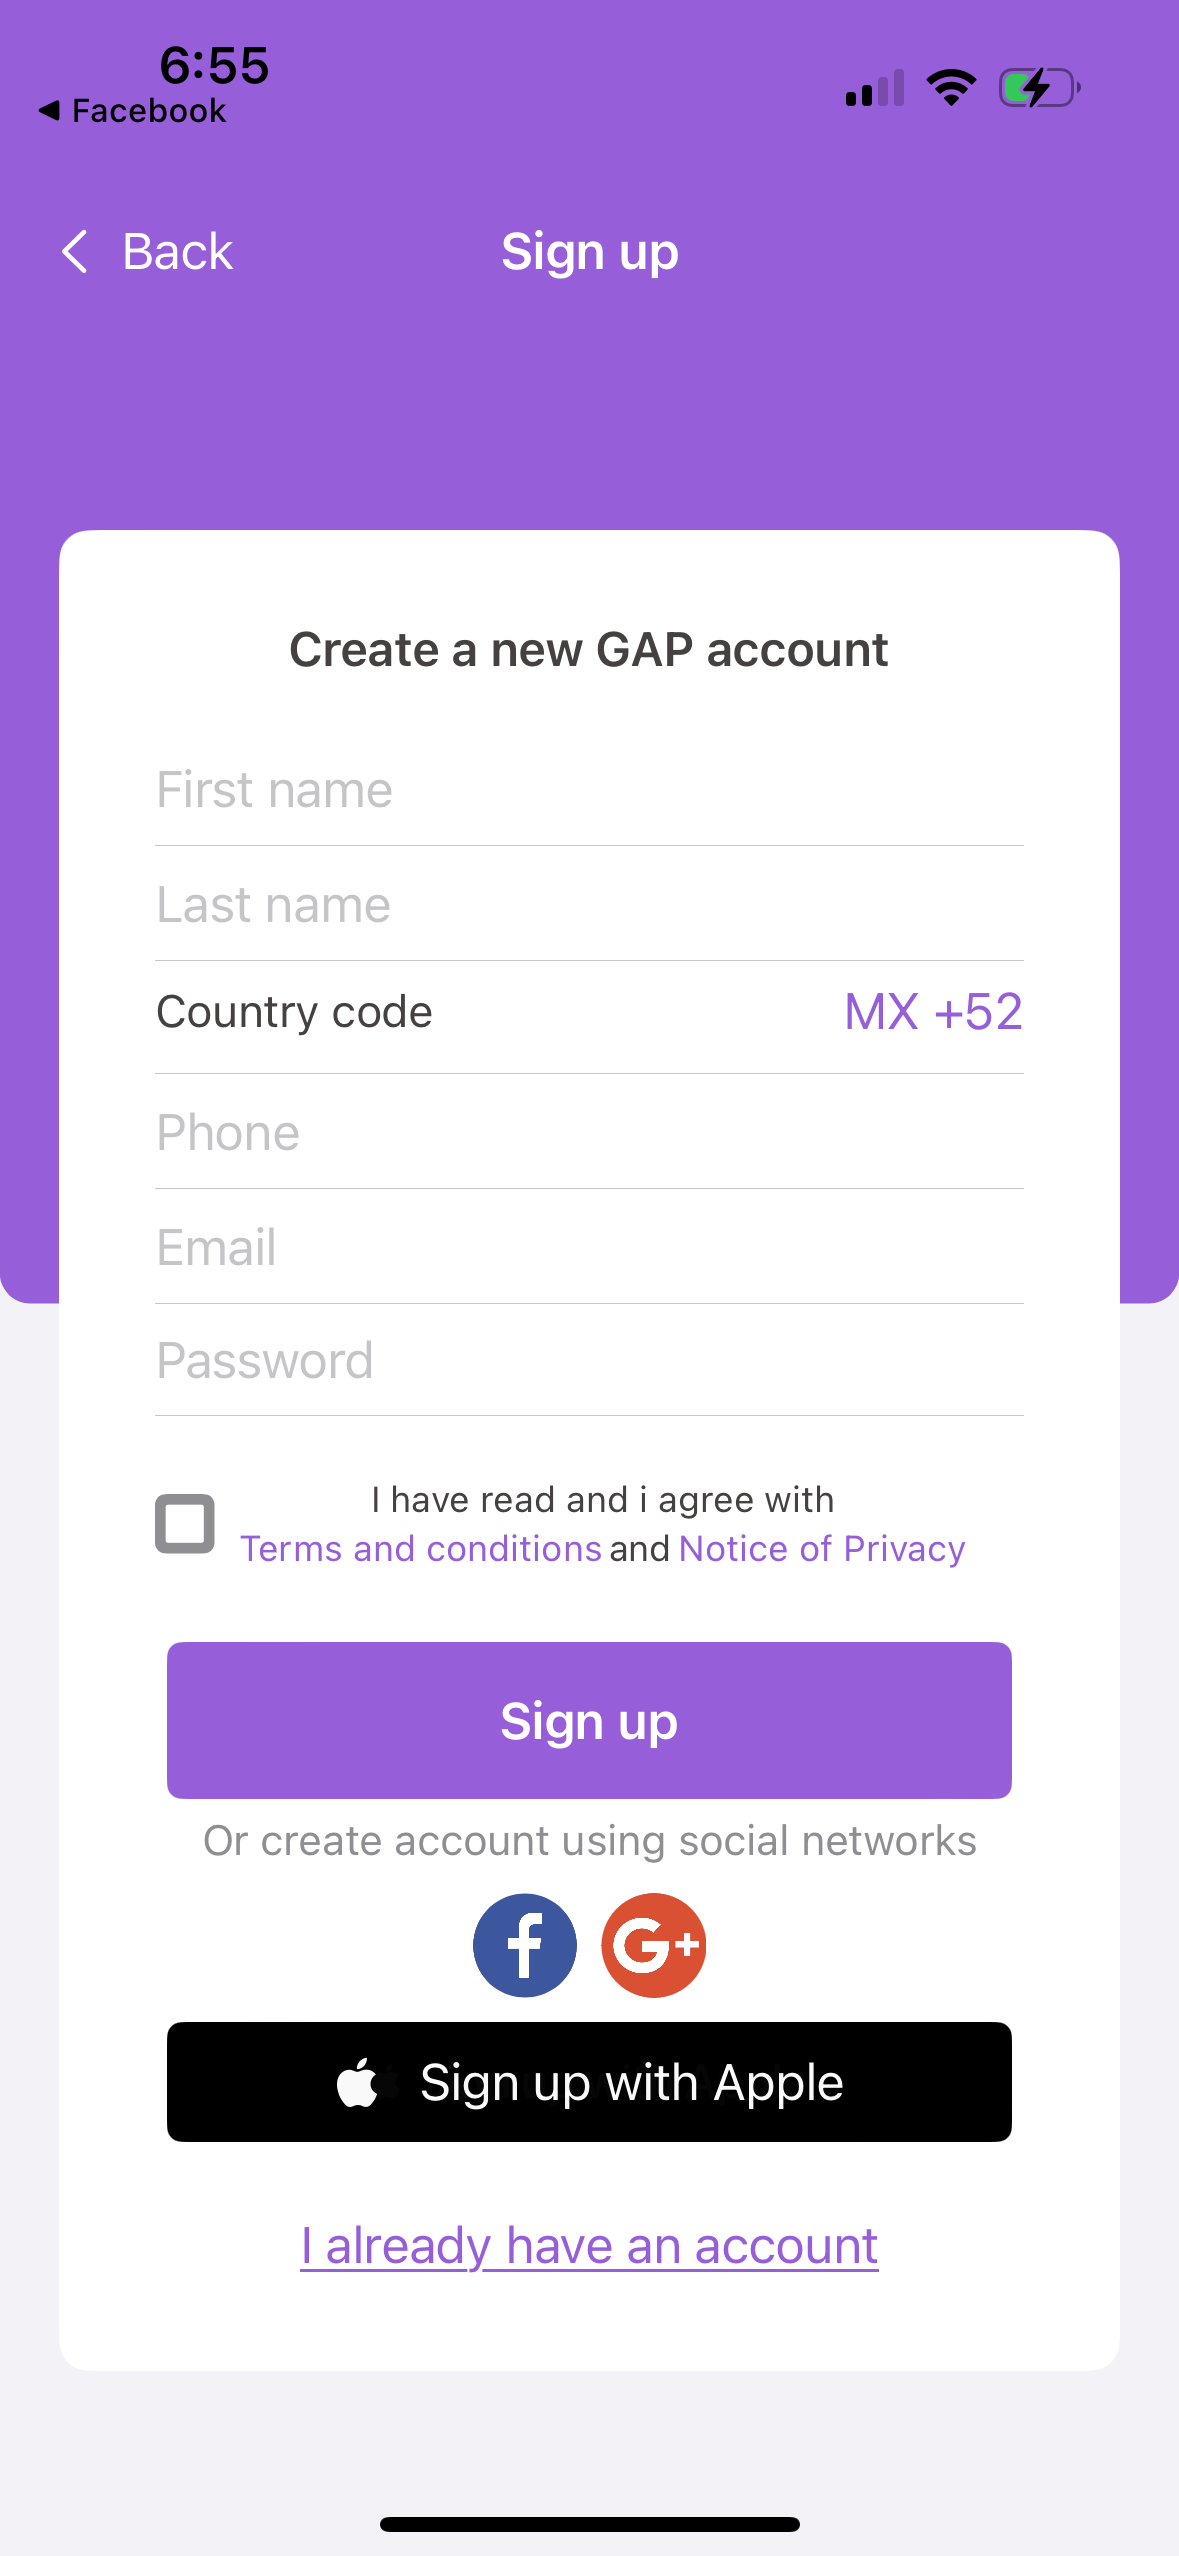 6:55
◀ Facebook
Back
Sign up
Create a new GAP account
First name
Last name
Country code MX +52
Phone
Email
Password
I have read and i agree with
Terms and conditions and Notice of Privacy
Sign up
Or create account using social networks
f G+
Sign up with Apple
I already have an account